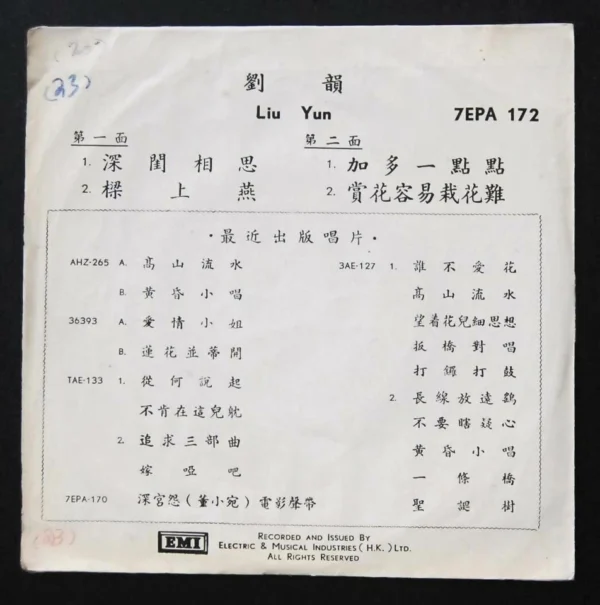 (23)
劉 韻
Liu Yun 7EPA 172
第一面
1. 深閨相思
2. 樑上燕
第二面
1. 加多一點點
2. 賞花容易栽花難
·最近出版唱片·
AHZ-265 A. 高山流水
B. 黄昏小唱
36393 A. 愛情小姐
B. 蓮花並蒂開
TAE-133 1. 從何說起
不肯在這兒躭
2. 追求三部曲
嫁啞吧
7EPA-170 深宮怨(董小宛)電影聲帶
3AE-127 1. 誰不愛花
高山流水
望着花兒細思想
扳橋對唱
打鑼打鼓
2. 長線放遠鷂
不要瞎疑心
黄昏小唱
一條橋
聖誕樹
EMI
RECORDED AND ISSUED BY
ELECTRIC & MUSICAL INDUSTRIES (H.K.) LTD.
ALL RIGHTS RESERVED
(23)